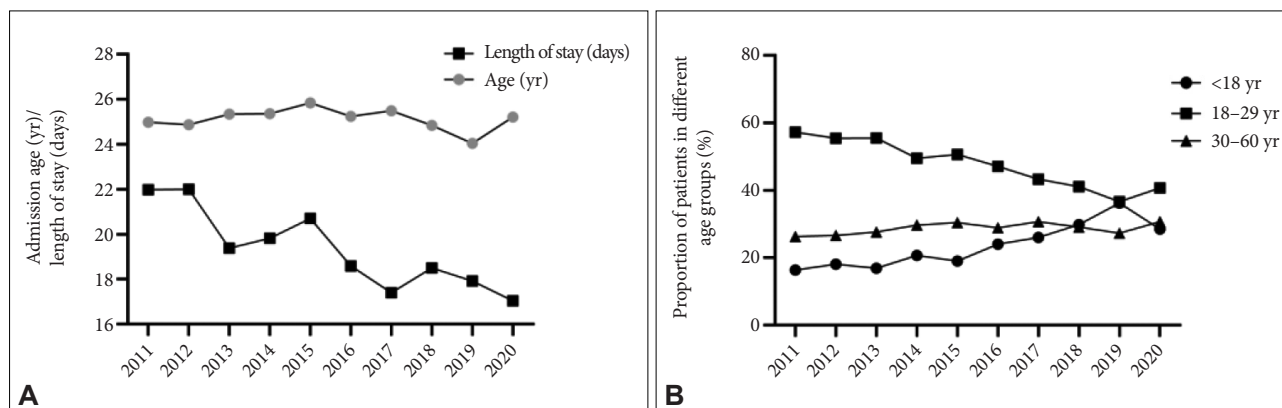 28
26
24
22
20
18
16
Admission age (yr)/
length of stay (days)
Length of stay (days)
Age (yr)
2011
2012
2013
2014
2015
2016
2017
2018
2019
2020
A
80
60
40
20
0
Proportion of patients in different
age groups (%)
<18 yr
18–29 yr
30–60 yr
2011
2012
2013
2014
2015
2016
2017
2018
2019
2020
B